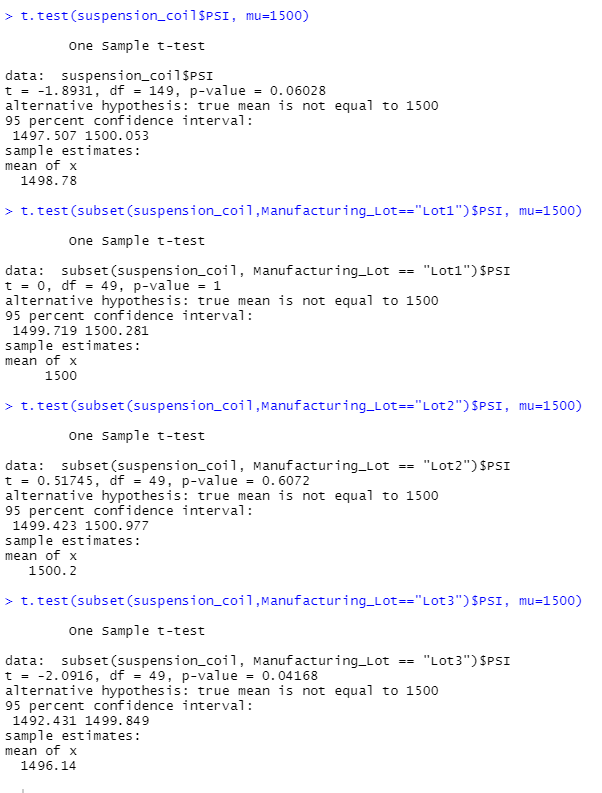 > t.test(suspension_coil$PSI, mu=1500)
One Sample t-test
data: suspension_coil$PSI
t = -1.8931, df = 149, p-value = 0.06028
alternative hypothesis: true mean is not equal to 1500
95 percent confidence interval:
1497.507 1500.053
sample estimates:
mean of x
1498.78
> t.test(subset(suspension_coil,Manufacturing_Lot=="Lot1")$PSI, mu=1500)
One Sample t-test
data: subset(suspension_coil, Manufacturing_Lot == "Lot1")$PSI
t = 0, df = 49, p-value = 1
alternative hypothesis: true mean is not equal to 1500
95 percent confidence interval:
1499.719 1500.281
sample estimates:
mean of x
1500
> t.test(subset(suspension_coil,Manufacturing_Lot=="Lot2")$PSI, mu=1500)
One Sample t-test
data: subset(suspension_coil, Manufacturing_Lot == "Lot2")$PSI
t = 0.51745, df = 49, p-value = 0.6072
alternative hypothesis: true mean is not equal to 1500
95 percent confidence interval:
1499.423 1500.977
sample estimates:
mean of x
1500.2
> t.test(subset(suspension_coil,Manufacturing_Lot=="Lot3")$PSI, mu=1500)
One Sample t-test
data: subset(suspension_coil, Manufacturing_Lot == "Lot3")$PSI
t = -2.0916, df = 49, p-value = 0.04168
alternative hypothesis: true mean is not equal to 1500
95 percent confidence interval:
1492.431 1499.849
sample estimates:
mean of x
1496.14